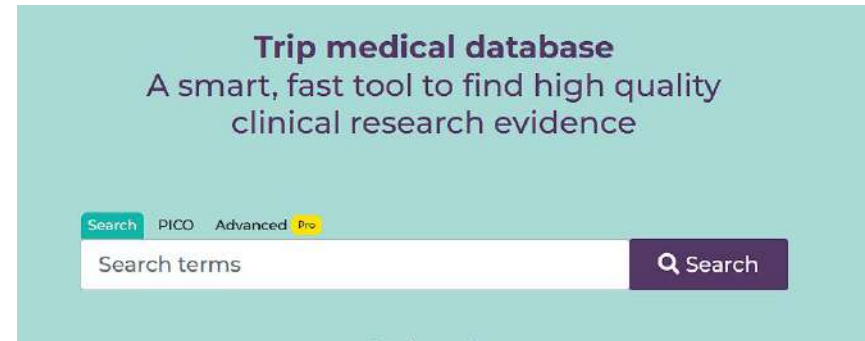 Trip medical database
A smart, fast tool to find high quality
clinical research evidence
Search PICO Advanced Pro
Search terms Search